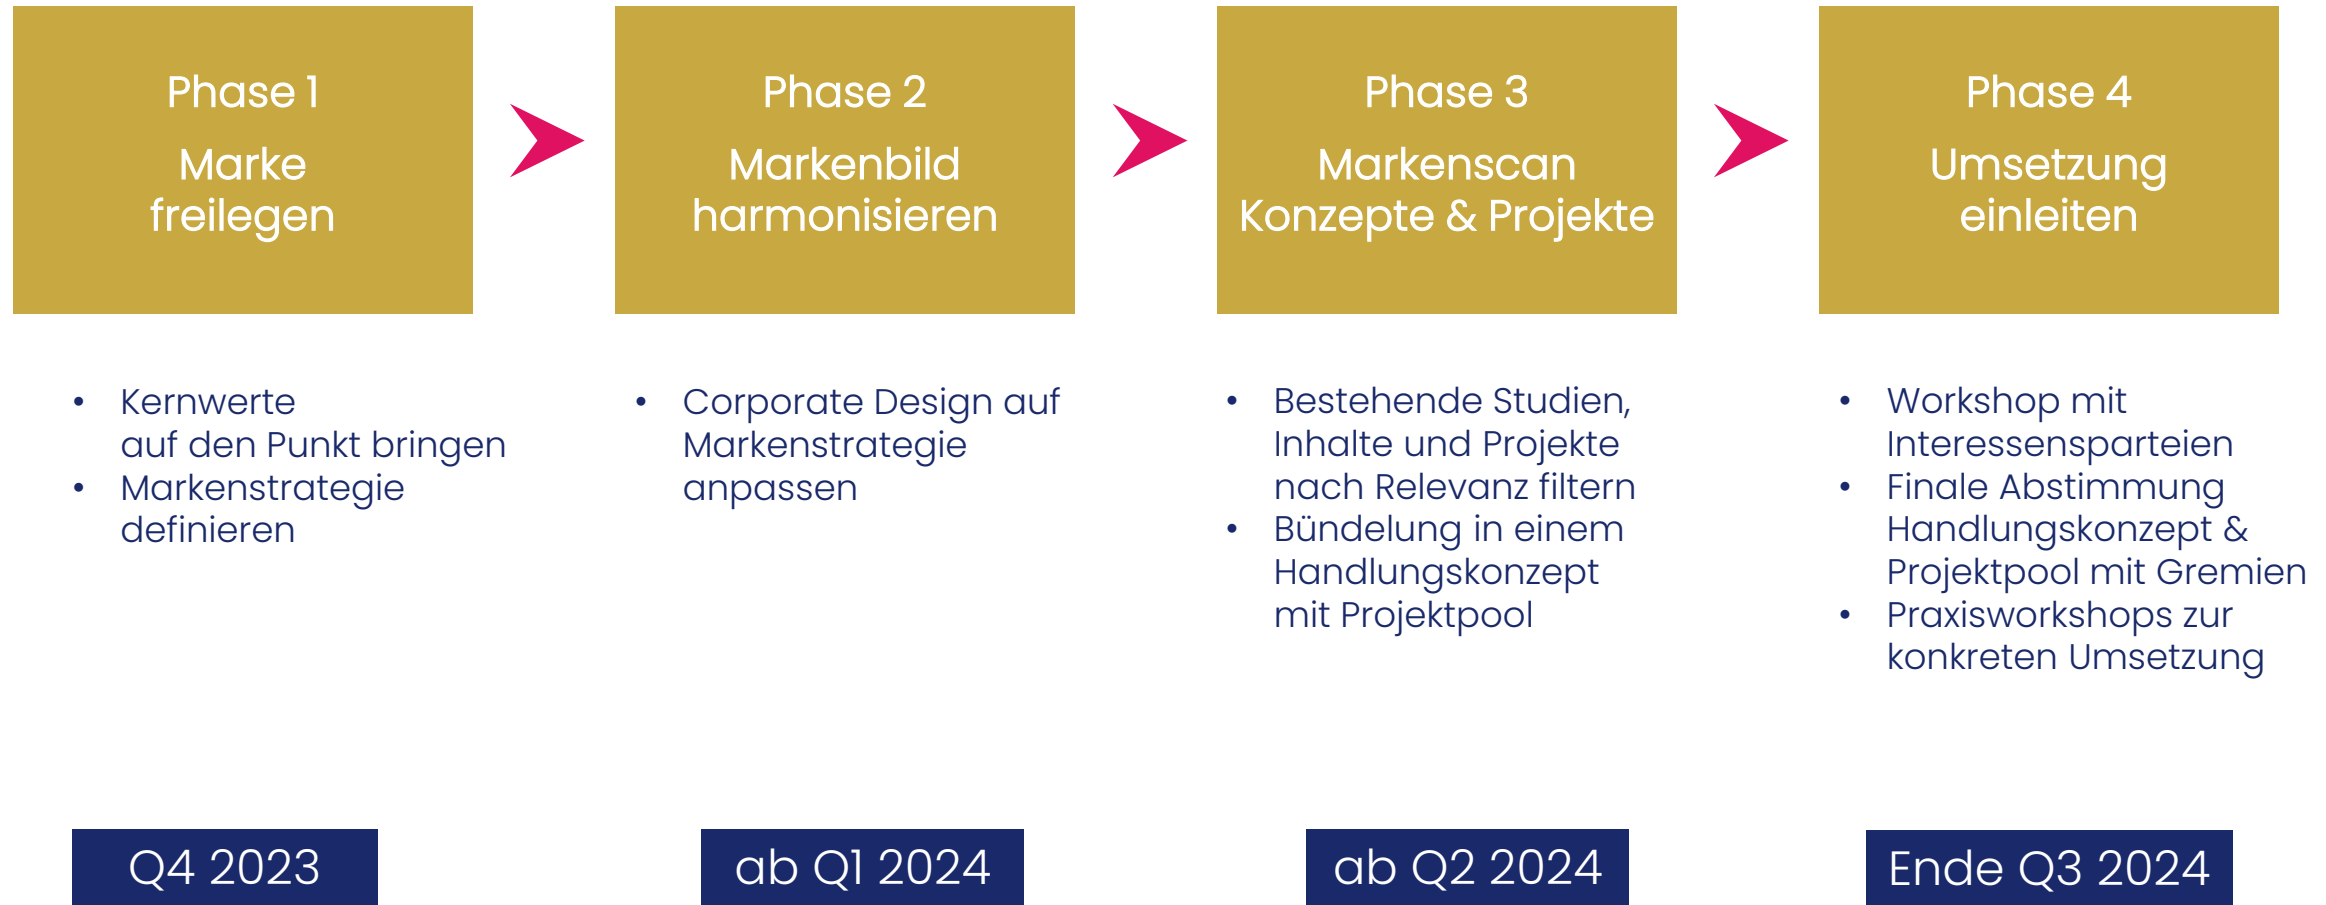 Phase 1
Marke
freilegen
Phase 2
Markenbild
harmonisieren
Phase 3
Markenscan
Konzepte & Projekte
Phase 4
Umsetzung
einleiten
• Kernwerte
auf den Punkt bringen
• Markenstrategie
definieren
• Corporate Design auf
Markenstrategie
anpassen
• Bestehende Studien,
Inhalte und Projekte
nach Relevanz filtern
• Bündelung in einem
Handlungskonzept
mit Projektpool
• Workshop mit
Interessensparteien
• Finale Abstimmung
Handlungskonzept &
Projektpool mit Gremien
• Praxisworkshops zur
konkreten Umsetzung
Q4 2023
ab Q1 2024
ab Q2 2024
Ende Q3 2024